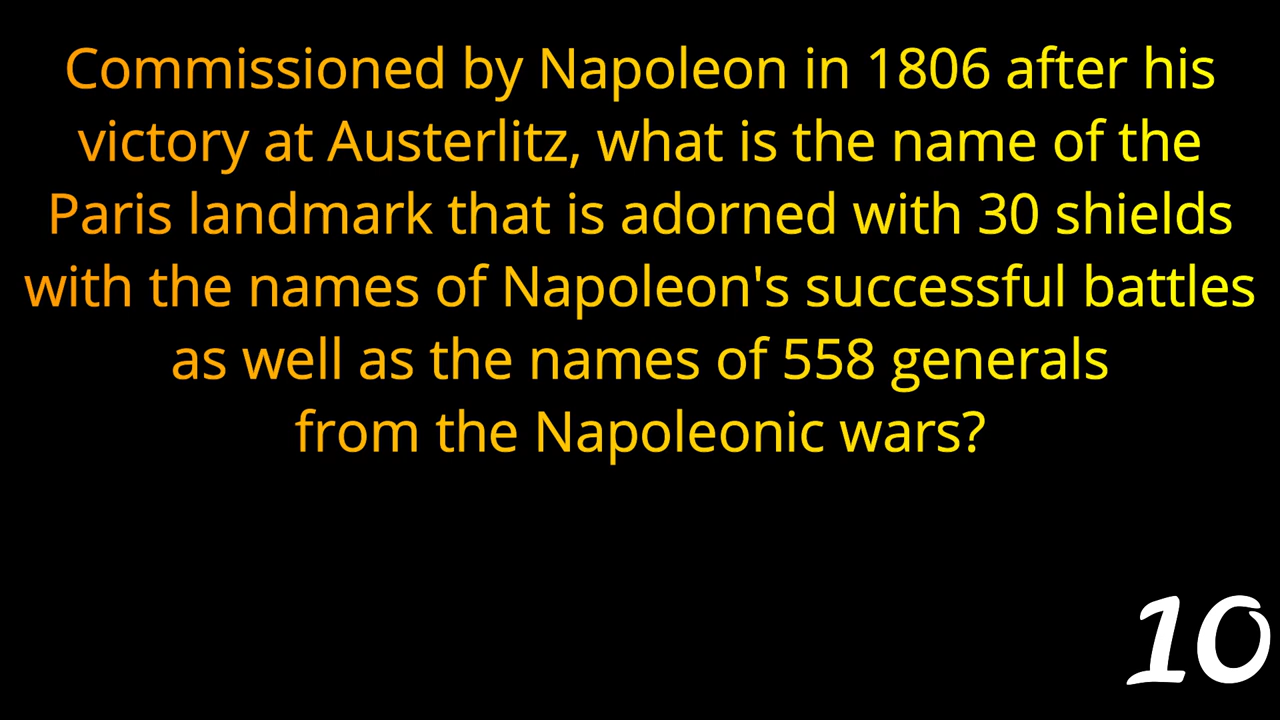 Commissioned by Napoleon in 1806 after his
victory at Austerlitz, what is the name of the
Paris landmark that is adorned with 30 shields
with the names of Napoleon's successful battles
as well as the names of 558 generals
from the Napoleonic wars?
10